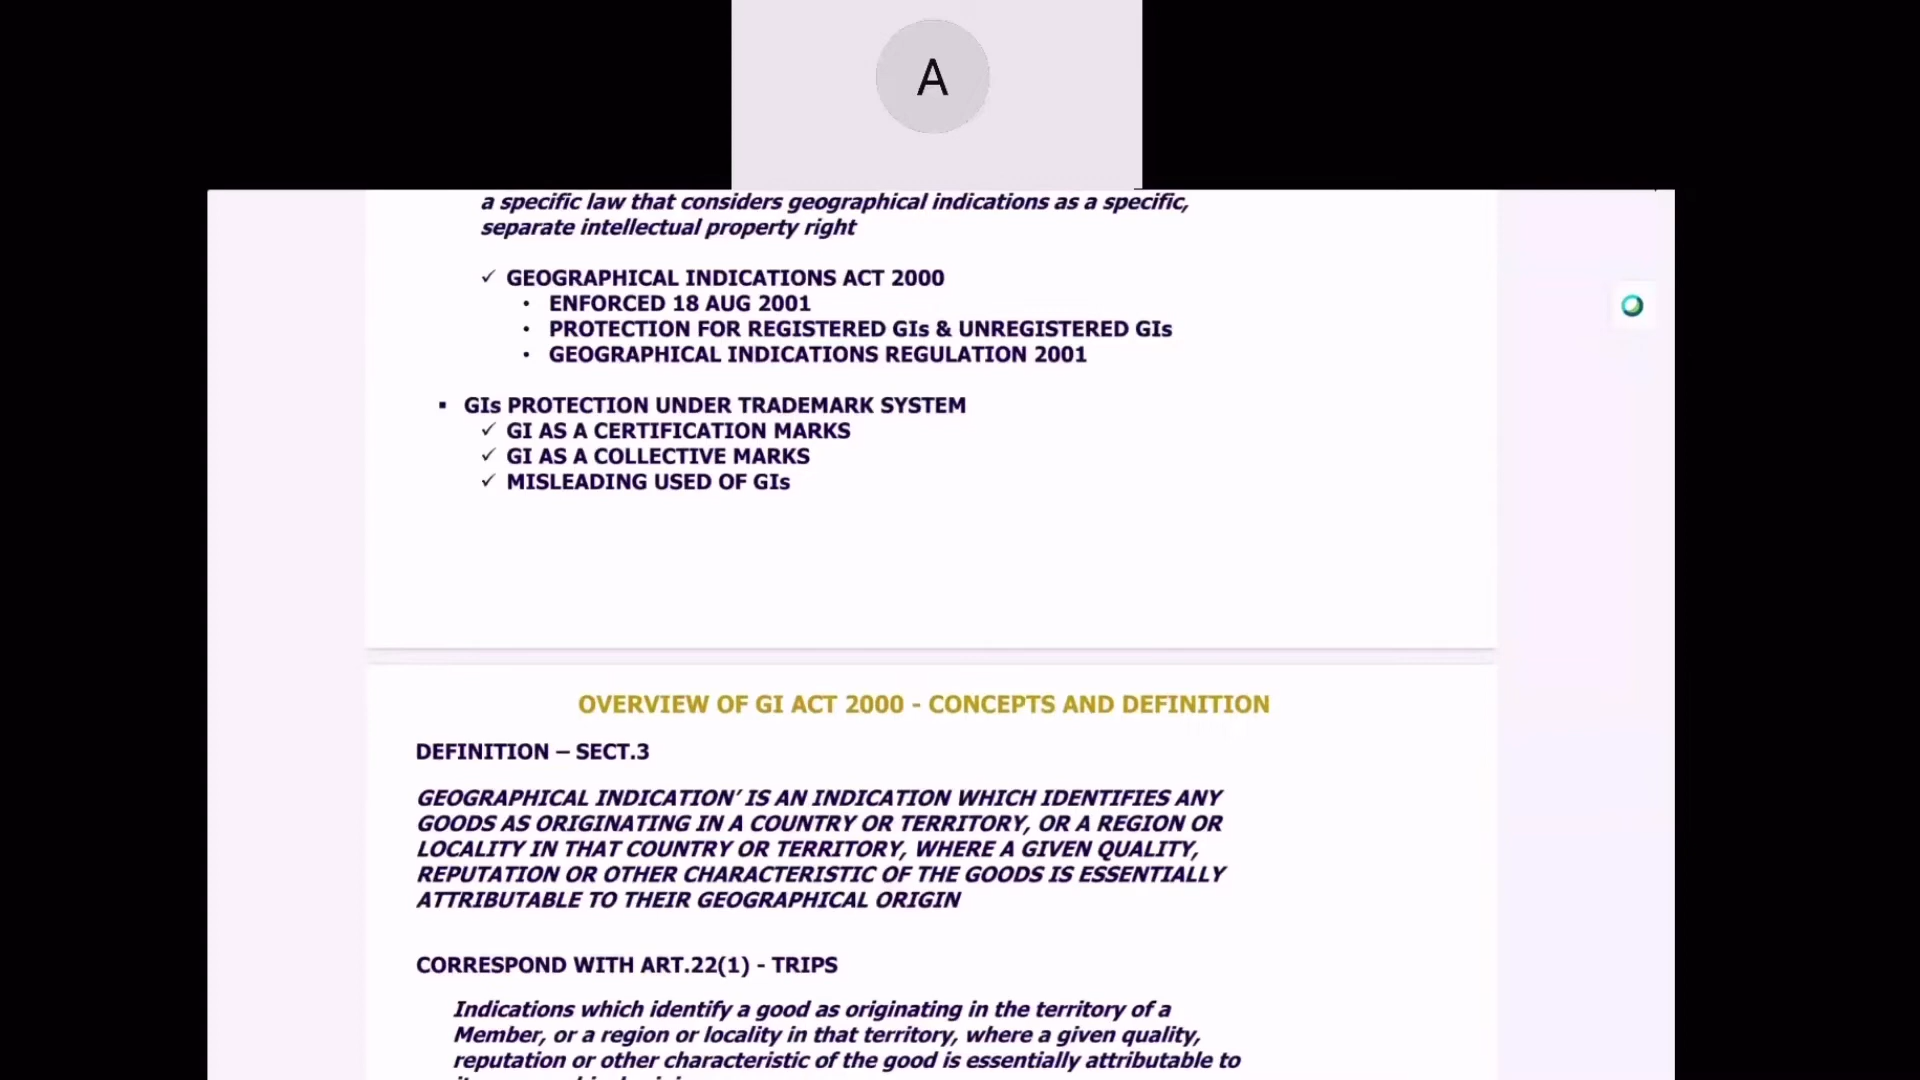 A
a specific law that considers geographical indications as a specific,
separate intellectual property right
✓ GEOGRAPHICAL INDICATIONS ACT 2000
• ENFORCED 18 AUG 2001
• PROTECTION FOR REGISTERED GIs & UNREGISTERED GIs
• GEOGRAPHICAL INDICATIONS REGULATION 2001
▪ GIs PROTECTION UNDER TRADEMARK SYSTEM
✓ GI AS A CERTIFICATION MARKS
✓ GI AS A COLLECTIVE MARKS
✓ MISLEADING USED OF GIs
OVERVIEW OF GI ACT 2000 - CONCEPTS AND DEFINITION
DEFINITION – SECT.3
GEOGRAPHICAL INDICATION’ IS AN INDICATION WHICH IDENTIFIES ANY
GOODS AS ORIGINATING IN A COUNTRY OR TERRITORY, OR A REGION OR
LOCALITY IN THAT COUNTRY OR TERRITORY, WHERE A GIVEN QUALITY,
REPUTATION OR OTHER CHARACTERISTIC OF THE GOODS IS ESSENTIALLY
ATTRIBUTABLE TO THEIR GEOGRAPHICAL ORIGIN
CORRESPOND WITH ART.22(1) - TRIPS
Indications which identify a good as originating in the territory of a
Member, or a region or locality in that territory, where a given quality,
reputation or other characteristic of the good is essentially attributable to